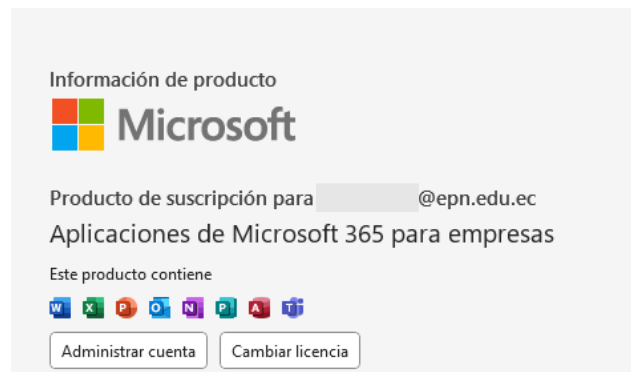 Información de producto
Microsoft
Producto de suscripción para @epn.edu.ec
Aplicaciones de Microsoft 365 para empresas
Este producto contiene
W X P O N P A T
Administrar cuenta Cambiar licencia